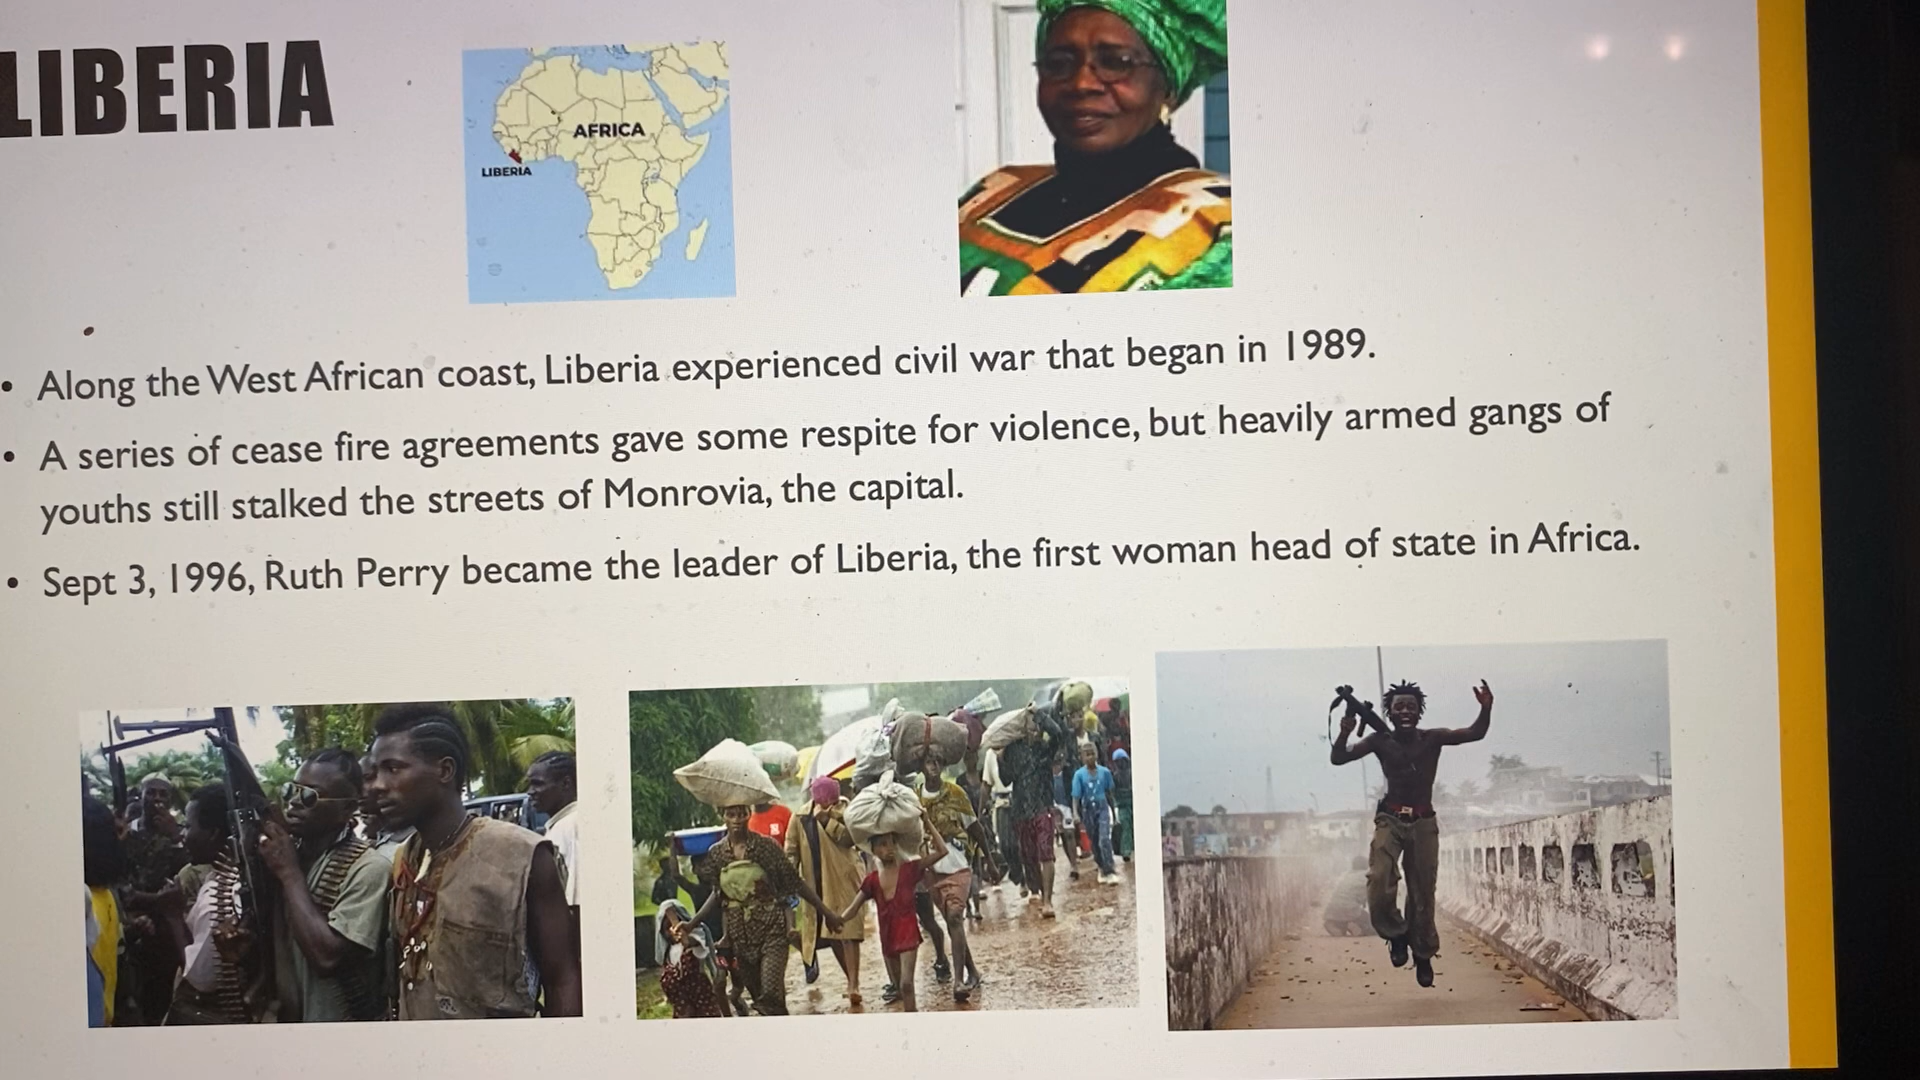 LIBERIA
AFRICA
LIBERIA
• Along the West African coast, Liberia experienced civil war that began in 1989.
• A series of cease fire agreements gave some respite for violence, but heavily armed gangs of
youths still stalked the streets of Monrovia, the capital.
• Sept 3, 1996, Ruth Perry became the leader of Liberia, the first woman head of state in Africa.